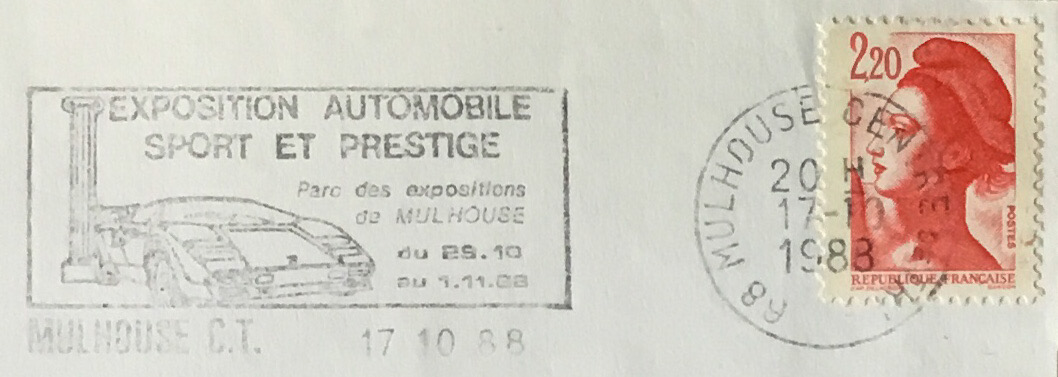 EXPOSITION AUTOMOBILE
SPORT ET PRESTIGE
Parc des expositions
de MULHOUSE
du 29.10
au 1.11.88
MULHOUSE C.T. 17 10 88
68 MULHOUSE CEN
20 H
17-10
1988
2,20
POSTES
REPUBLIQUE FRANÇAISE